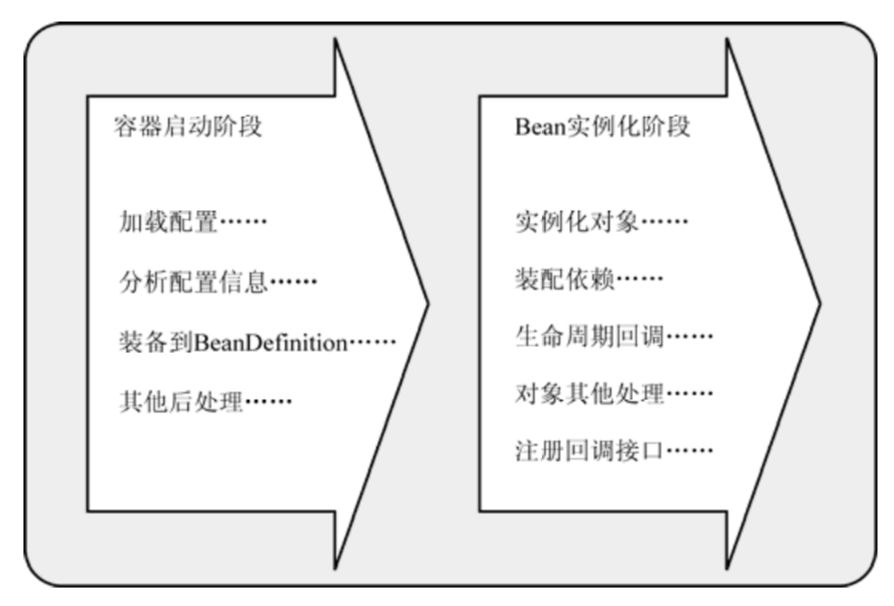 容器启动阶段
加载配置……
分析配置信息……
装备到BeanDefinition……
其他后处理……
Bean实例化阶段
实例化对象……
装配依赖……
生命周期回调……
对象其他处理……
注册回调接口……